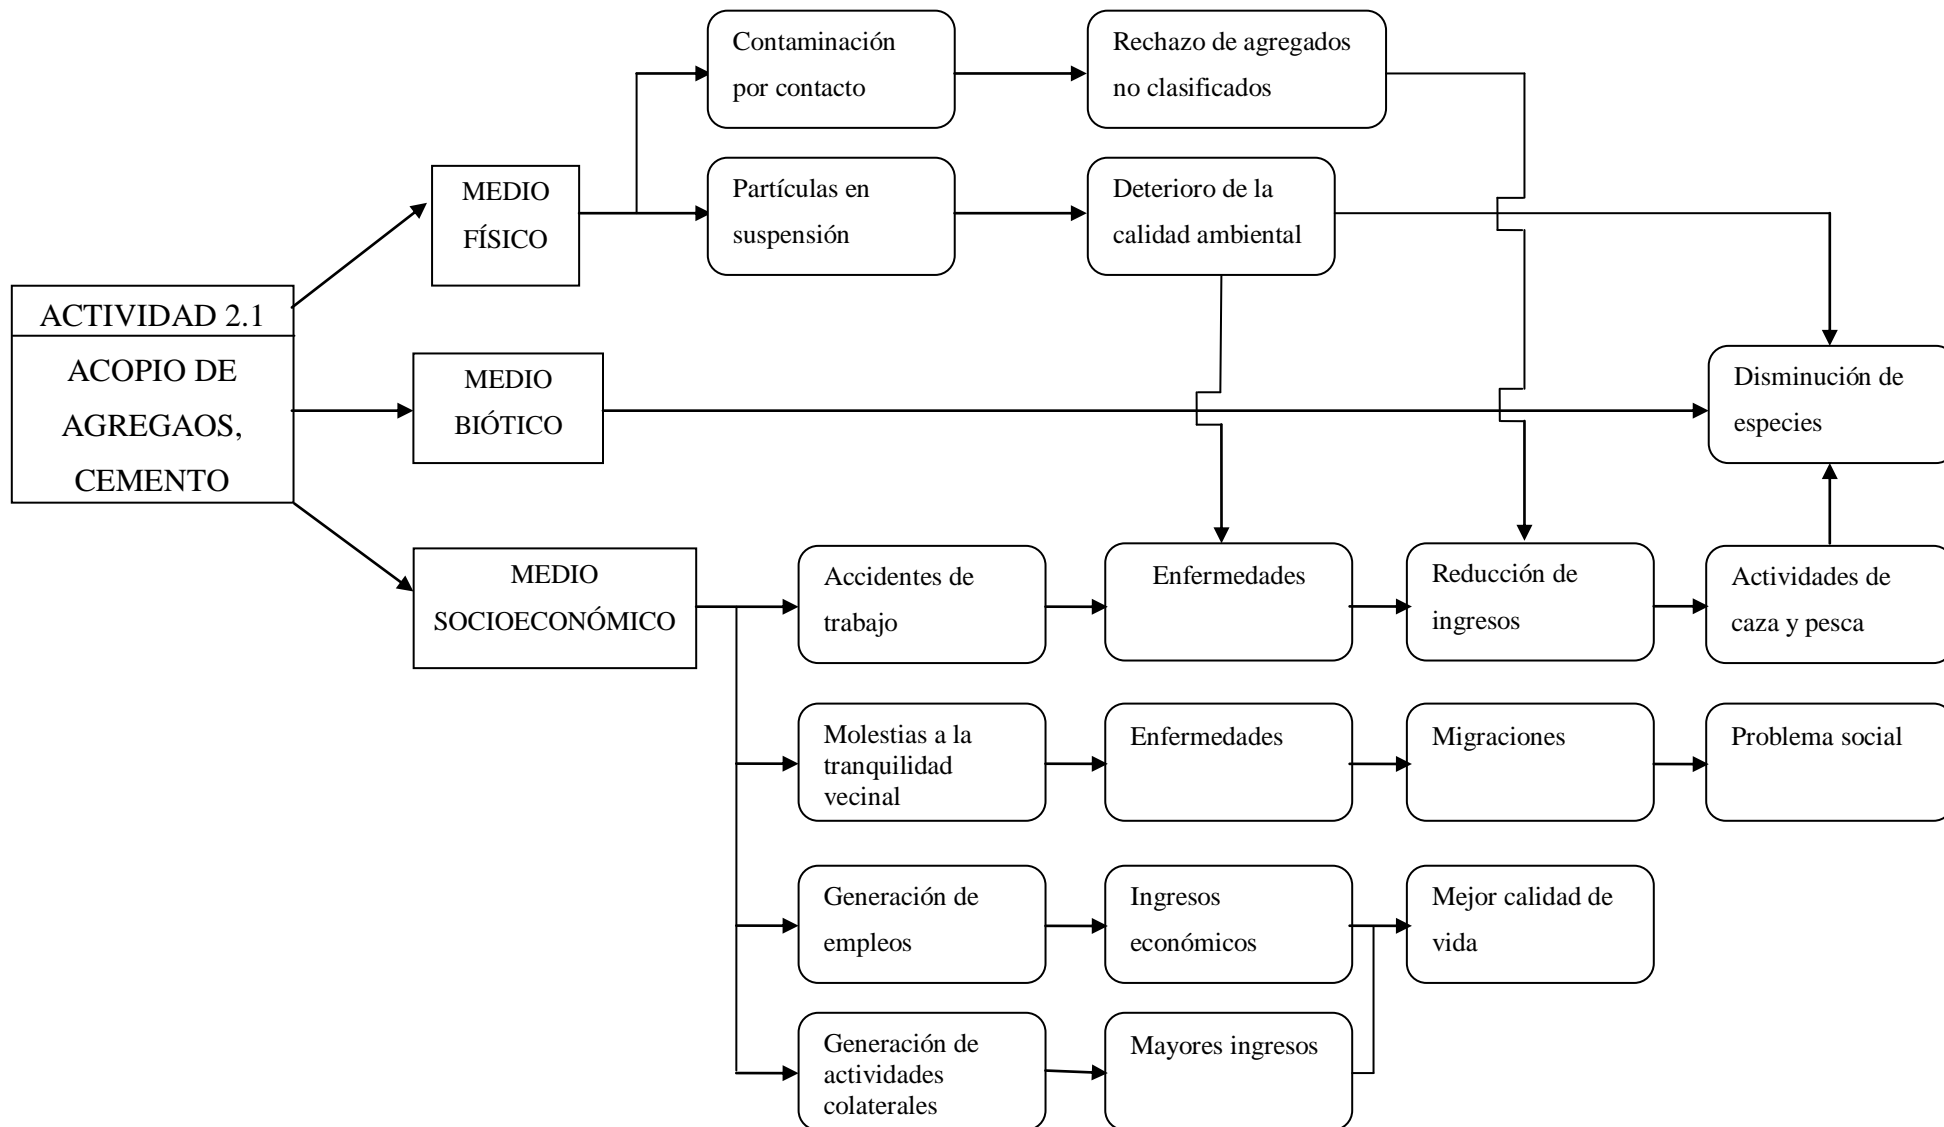 Contaminación
por contacto
Rechazo de agregados
no clasificados
MEDIO
FÍSICO
Partículas en
suspensión
Deterioro de la
calidad ambiental
ACTIVIDAD 2.1
ACOPIO DE
AGREGAOS,
CEMENTO
MEDIO
BIÓTICO
Disminución de
especies
MEDIO
SOCIOECONÓMICO
Accidentes de
trabajo
Enfermedades
Reducción de
ingresos
Actividades de
caza y pesca
Molestias a la
tranquilidad
vecinal
Enfermedades
Migraciones
Problema social
Generación de
empleos
Ingresos
económicos
Mejor calidad de
vida
Generación de
actividades
colaterales
Mayores ingresos